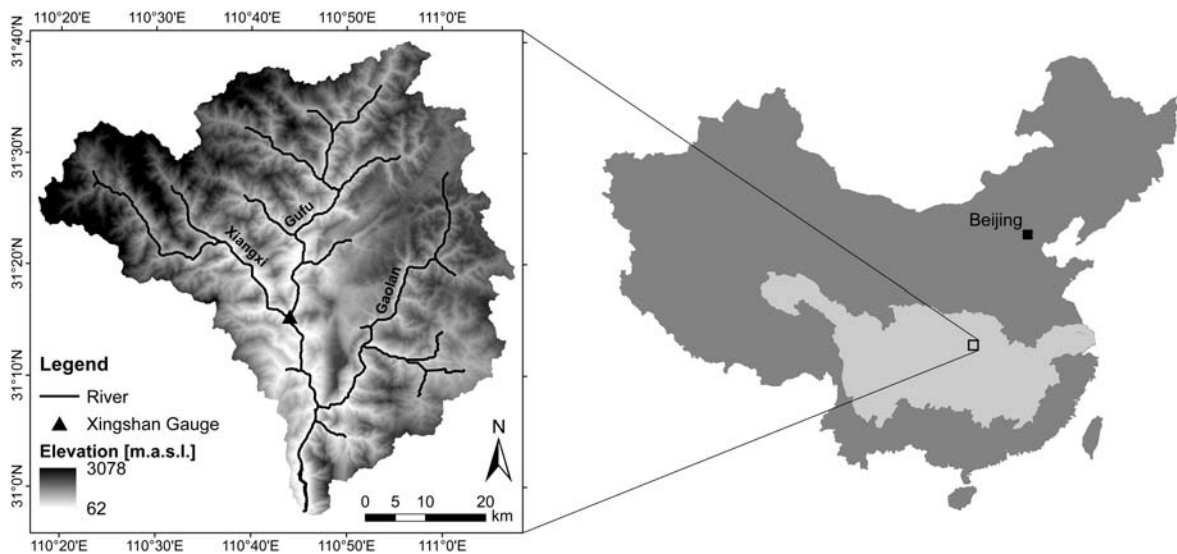 110°20'E 110°30'E 110°40'E 110°50'E 111°0'E
31°40'N
31°30'N
31°20'N
31°10'N
31°0'N
Gufu
Xiangxi
Gaolan
Legend
River
Xingshan Gauge
Elevation [m.a.s.l.]
3078
62
N
0 5 10 20
km
110°20'E 110°30'E 110°40'E 110°50'E 111°0'E
Beijing